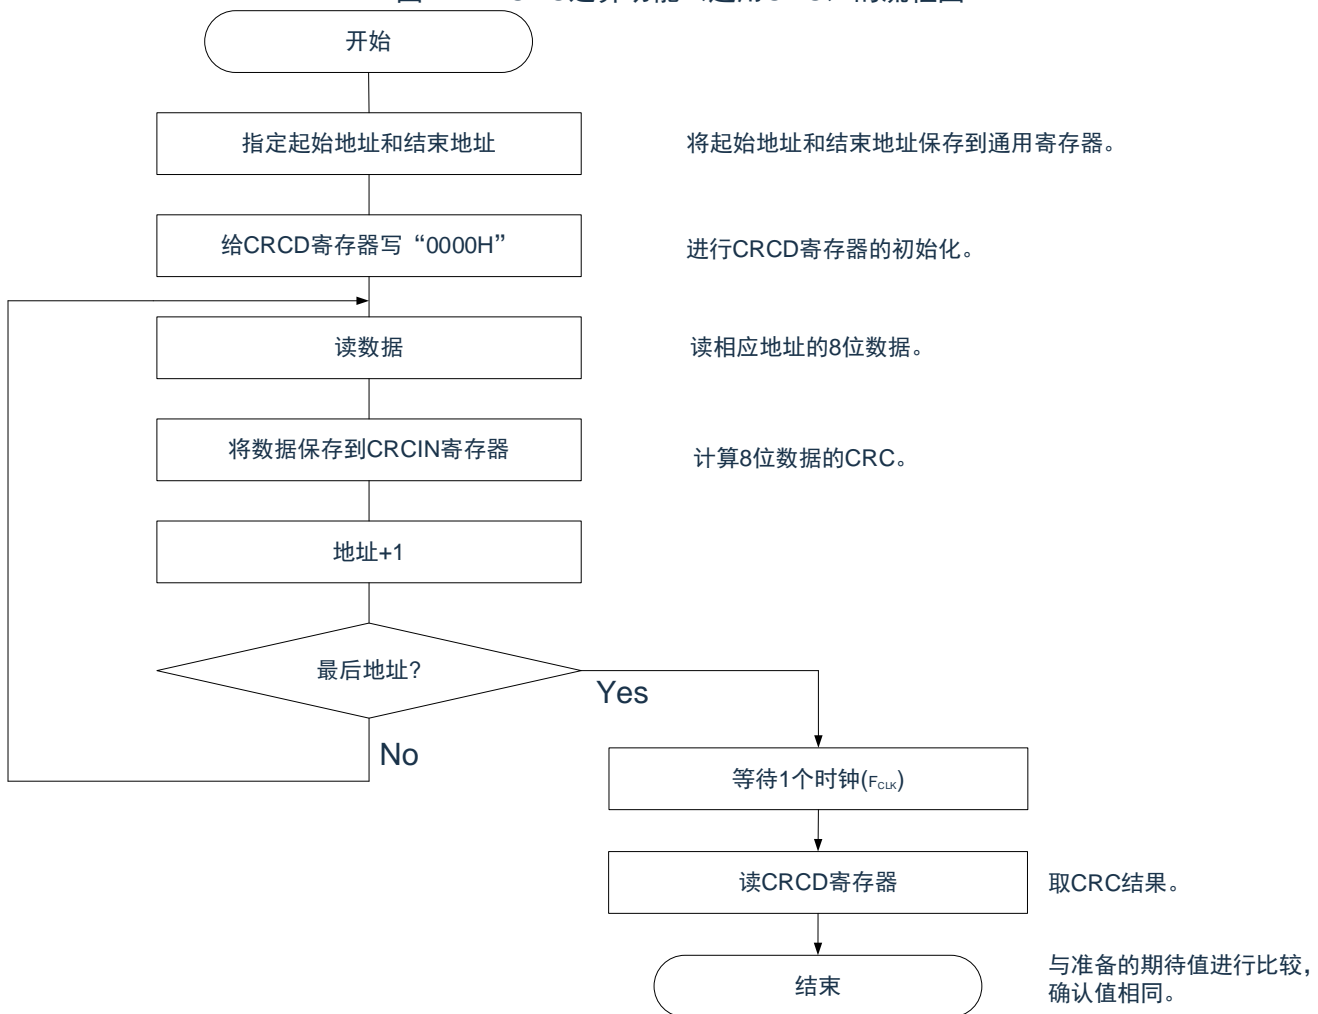 开始
指定起始地址和结束地址
将起始地址和结束地址保存到通用寄存器。
给CRCD寄存器写“0000H”
进行CRCD寄存器的初始化。
读数据
读相应地址的8位数据。
将数据保存到CRCIN寄存器
计算8位数据的CRC。
地址+1
最后地址?
Yes
No
等待1个时钟(FCLK)
读CRCD寄存器
取CRC结果。
结束
与准备的期待值进行比较，
确认值相同。